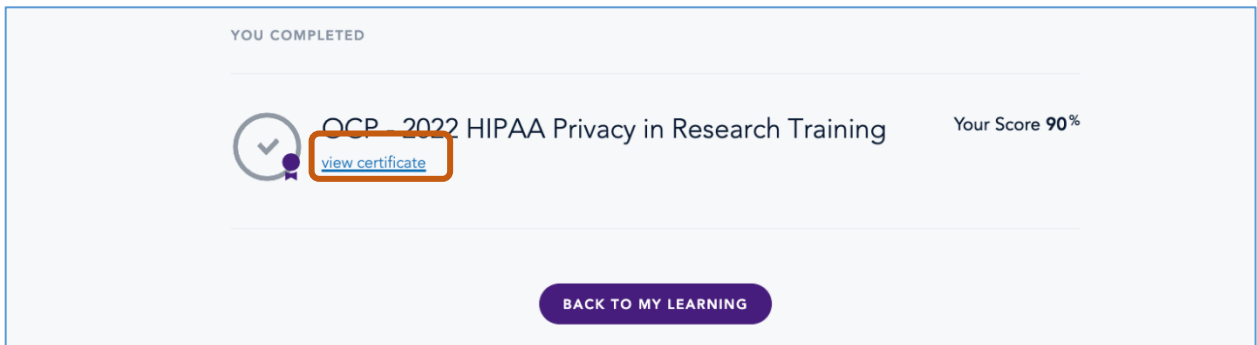 YOU COMPLETED
OCP - 2022 HIPAA Privacy in Research Training
Your Score 90%
view certificate
BACK TO MY LEARNING